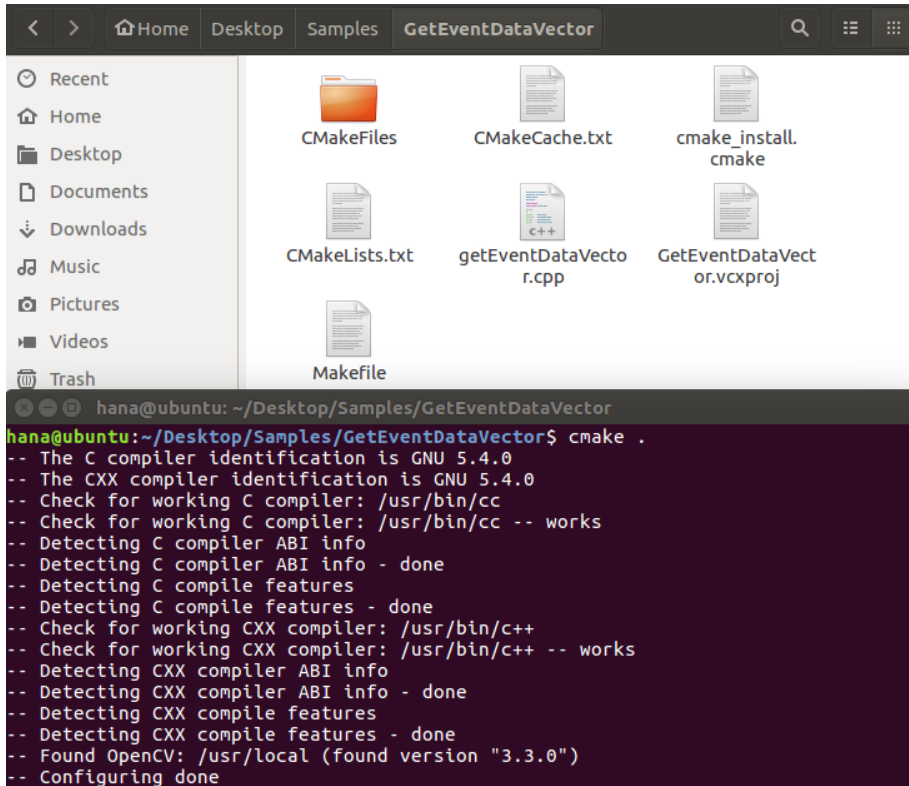 Home Desktop Samples GetEventDataVector
Recent
Home
Desktop
Documents
Downloads
Music
Pictures
Videos
Trash
CMakeFiles
CMakeCache.txt
cmake_install.
cmake
CMakeLists.txt
c++
getEventDataVecto
r.cpp
GetEventDataVect
or.vcxproj
Makefile
hana@ubuntu: ~/Desktop/Samples/GetEventDataVector
hana@ubuntu:~/Desktop/Samples/GetEventDataVector$ cmake .
-- The C compiler identification is GNU 5.4.0
-- The CXX compiler identification is GNU 5.4.0
-- Check for working C compiler: /usr/bin/cc
-- Check for working C compiler: /usr/bin/cc -- works
-- Detecting C compiler ABI info
-- Detecting C compiler ABI info - done
-- Detecting C compile features
-- Detecting C compile features - done
-- Check for working CXX compiler: /usr/bin/c++
-- Check for working CXX compiler: /usr/bin/c++ -- works
-- Detecting CXX compiler ABI info
-- Detecting CXX compiler ABI info - done
-- Detecting CXX compile features
-- Detecting CXX compile features - done
-- Found OpenCV: /usr/local (found version "3.3.0")
-- Configuring done